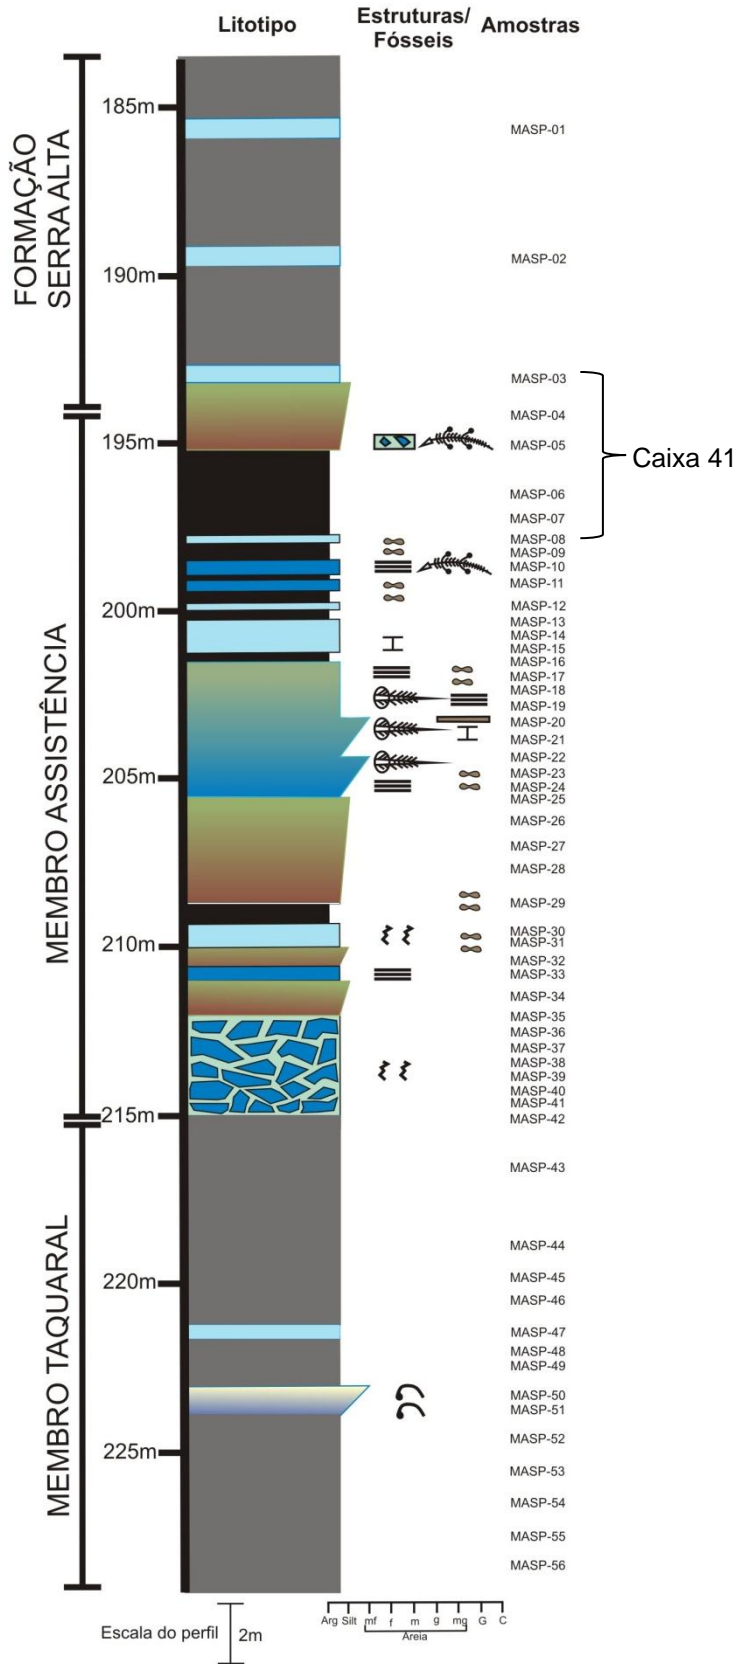 Litotipo
Estruturas/
Fósseis
Amostras
FORMAÇÃO
SERRA ALTA
MEMBRO ASSISTÊNCIA
MEMBRO TAQUARAL
185m
190m
195m
200m
205m
210m
215m
220m
225m
MASP-01
MASP-02
MASP-03
MASP-04
MASP-05
MASP-06
MASP-07
MASP-08
MASP-09
MASP-10
MASP-11
MASP-12
MASP-13
MASP-14
MASP-15
MASP-16
MASP-17
MASP-18
MASP-19
MASP-20
MASP-21
MASP-22
MASP-23
MASP-24
MASP-25
MASP-26
MASP-27
MASP-28
MASP-29
MASP-30
MASP-31
MASP-32
MASP-33
MASP-34
MASP-35
MASP-36
MASP-37
MASP-38
MASP-39
MASP-40
MASP-41
MASP-42
MASP-43
MASP-44
MASP-45
MASP-46
MASP-47
MASP-48
MASP-49
MASP-50
MASP-51
MASP-52
MASP-53
MASP-54
MASP-55
MASP-56
Caixa 41
Escala do perfil 2m
Arg Silt mf f m g mg G C
Areia